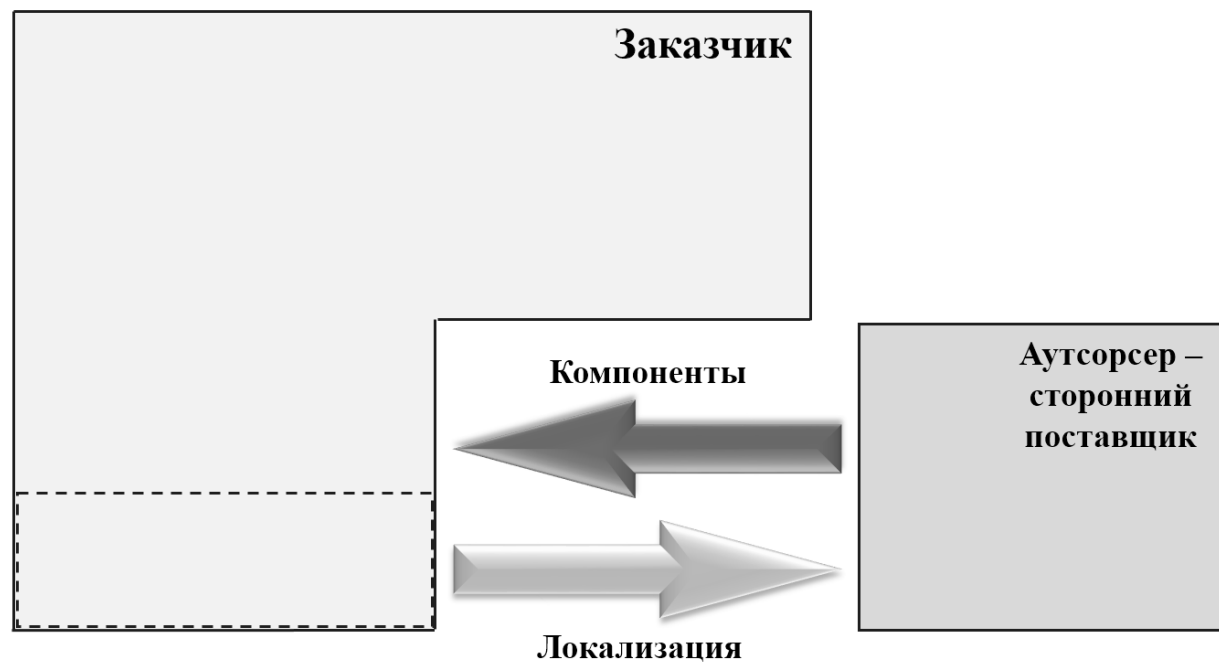 Заказчик
Компоненты
Аутсорсер –
сторонний
поставщик
Локализация